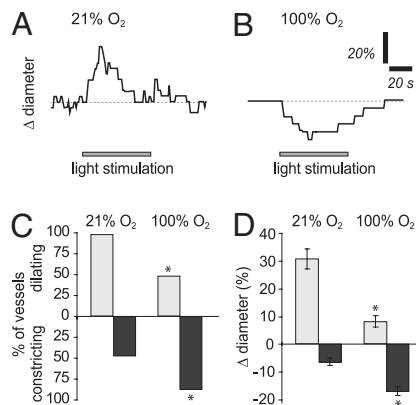 A 21% O₂
B 100% O₂
20%
20 s
Δ diameter
light stimulation
light stimulation
C 21% O₂ 100% O₂
% of vessels
constricting dilating
100
75
50
25
0
25
50
75
100
*
*
D 21% O₂ 100% O₂
Δ diameter (%)
40
30
20
10
0
-10
-20
*
*